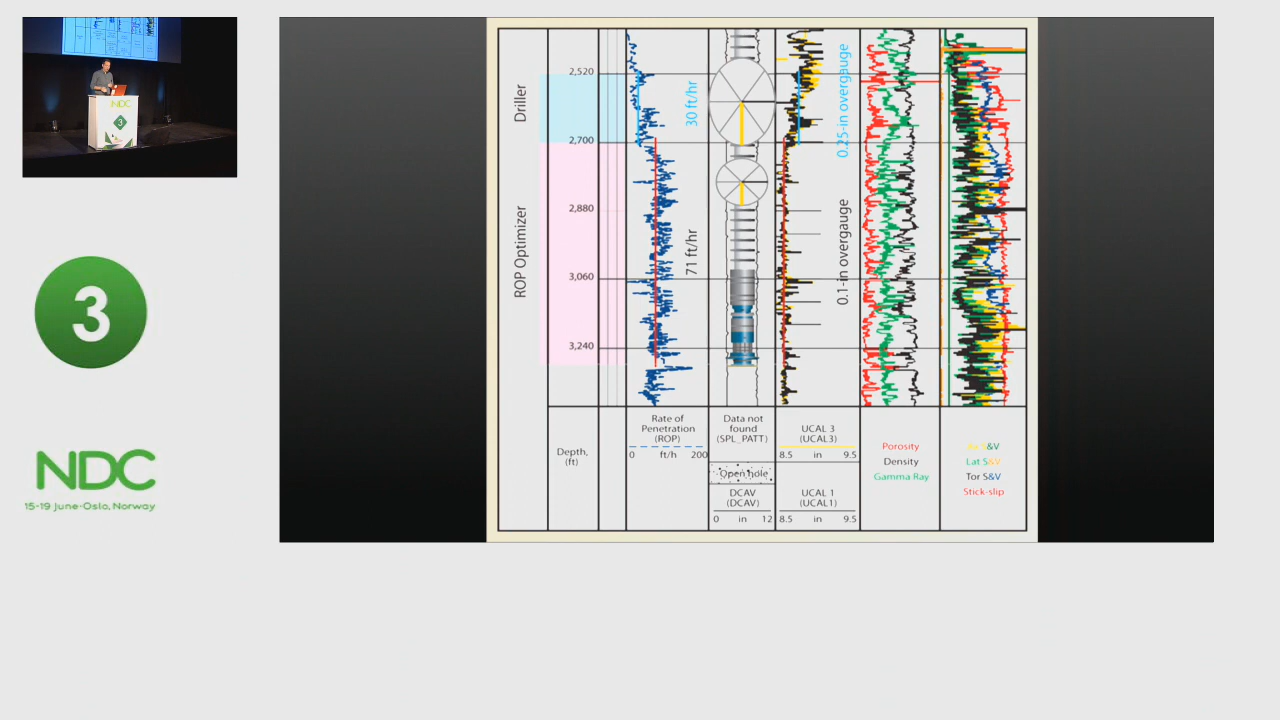 NDC
3
3
NDC
15-19 June·Oslo, Norway
Driller
ROP Optimizer
2,520
2,700
2,880
3,060
3,240
30 ft/hr
71 ft/hr
0.25-in overgauge
0.1-in overgauge
Depth,
(ft)
Rate of
Penetration
(ROP)
0 ft/h 200
Data not
found
(SPL_PATT)
Open hole
DCAV
(DCAV)
0 in 12
UCAL 3
(UCAL3)
8.5 in 9.5
UCAL 1
(UCAL1)
8.5 in 9.5
Porosity
Density
Gamma Ray
S&V
Lat S&V
Tor S&V
Stick-slip